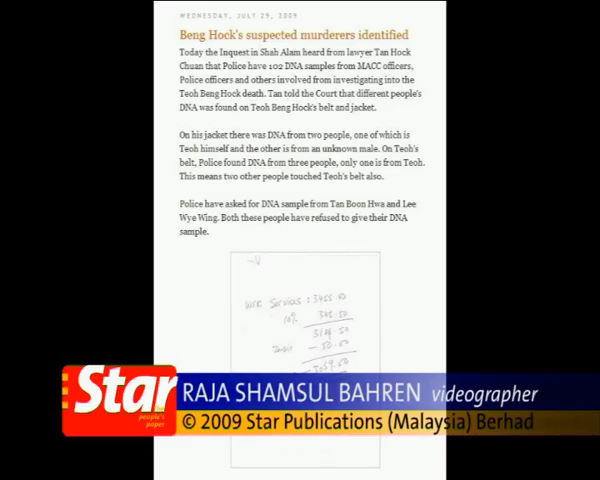 WEDNESDAY, JULY 29, 2009
Beng Hock's suspected murderers identified
Today the Inquest in Shah Alam heard from lawyer Tan Hock
Chuan that Police have 102 DNA samples from MACC officers,
Police officers and others involved from investigating into the
Teoh Beng Hock death. Tan told the Court that different people's
DNA was found on Teoh Beng Hock's belt and jacket.
On his jacket there was DNA from two people, one of which is
Teoh himself and the other is from an unknown male. On Teoh's
belt, Police found DNA from three people, only one is from Teoh.
This means two other people touched Teoh's belt also.
Police have asked for DNA sample from Tan Boon Hwa and Lee
Wye Wing. Both these people have refused to give their DNA
sample.
Services :
10%
Star
the people's
paper
RAJA SHAMSUL BAHREN videographer
© 2009 Star Publications (Malaysia) Berhad